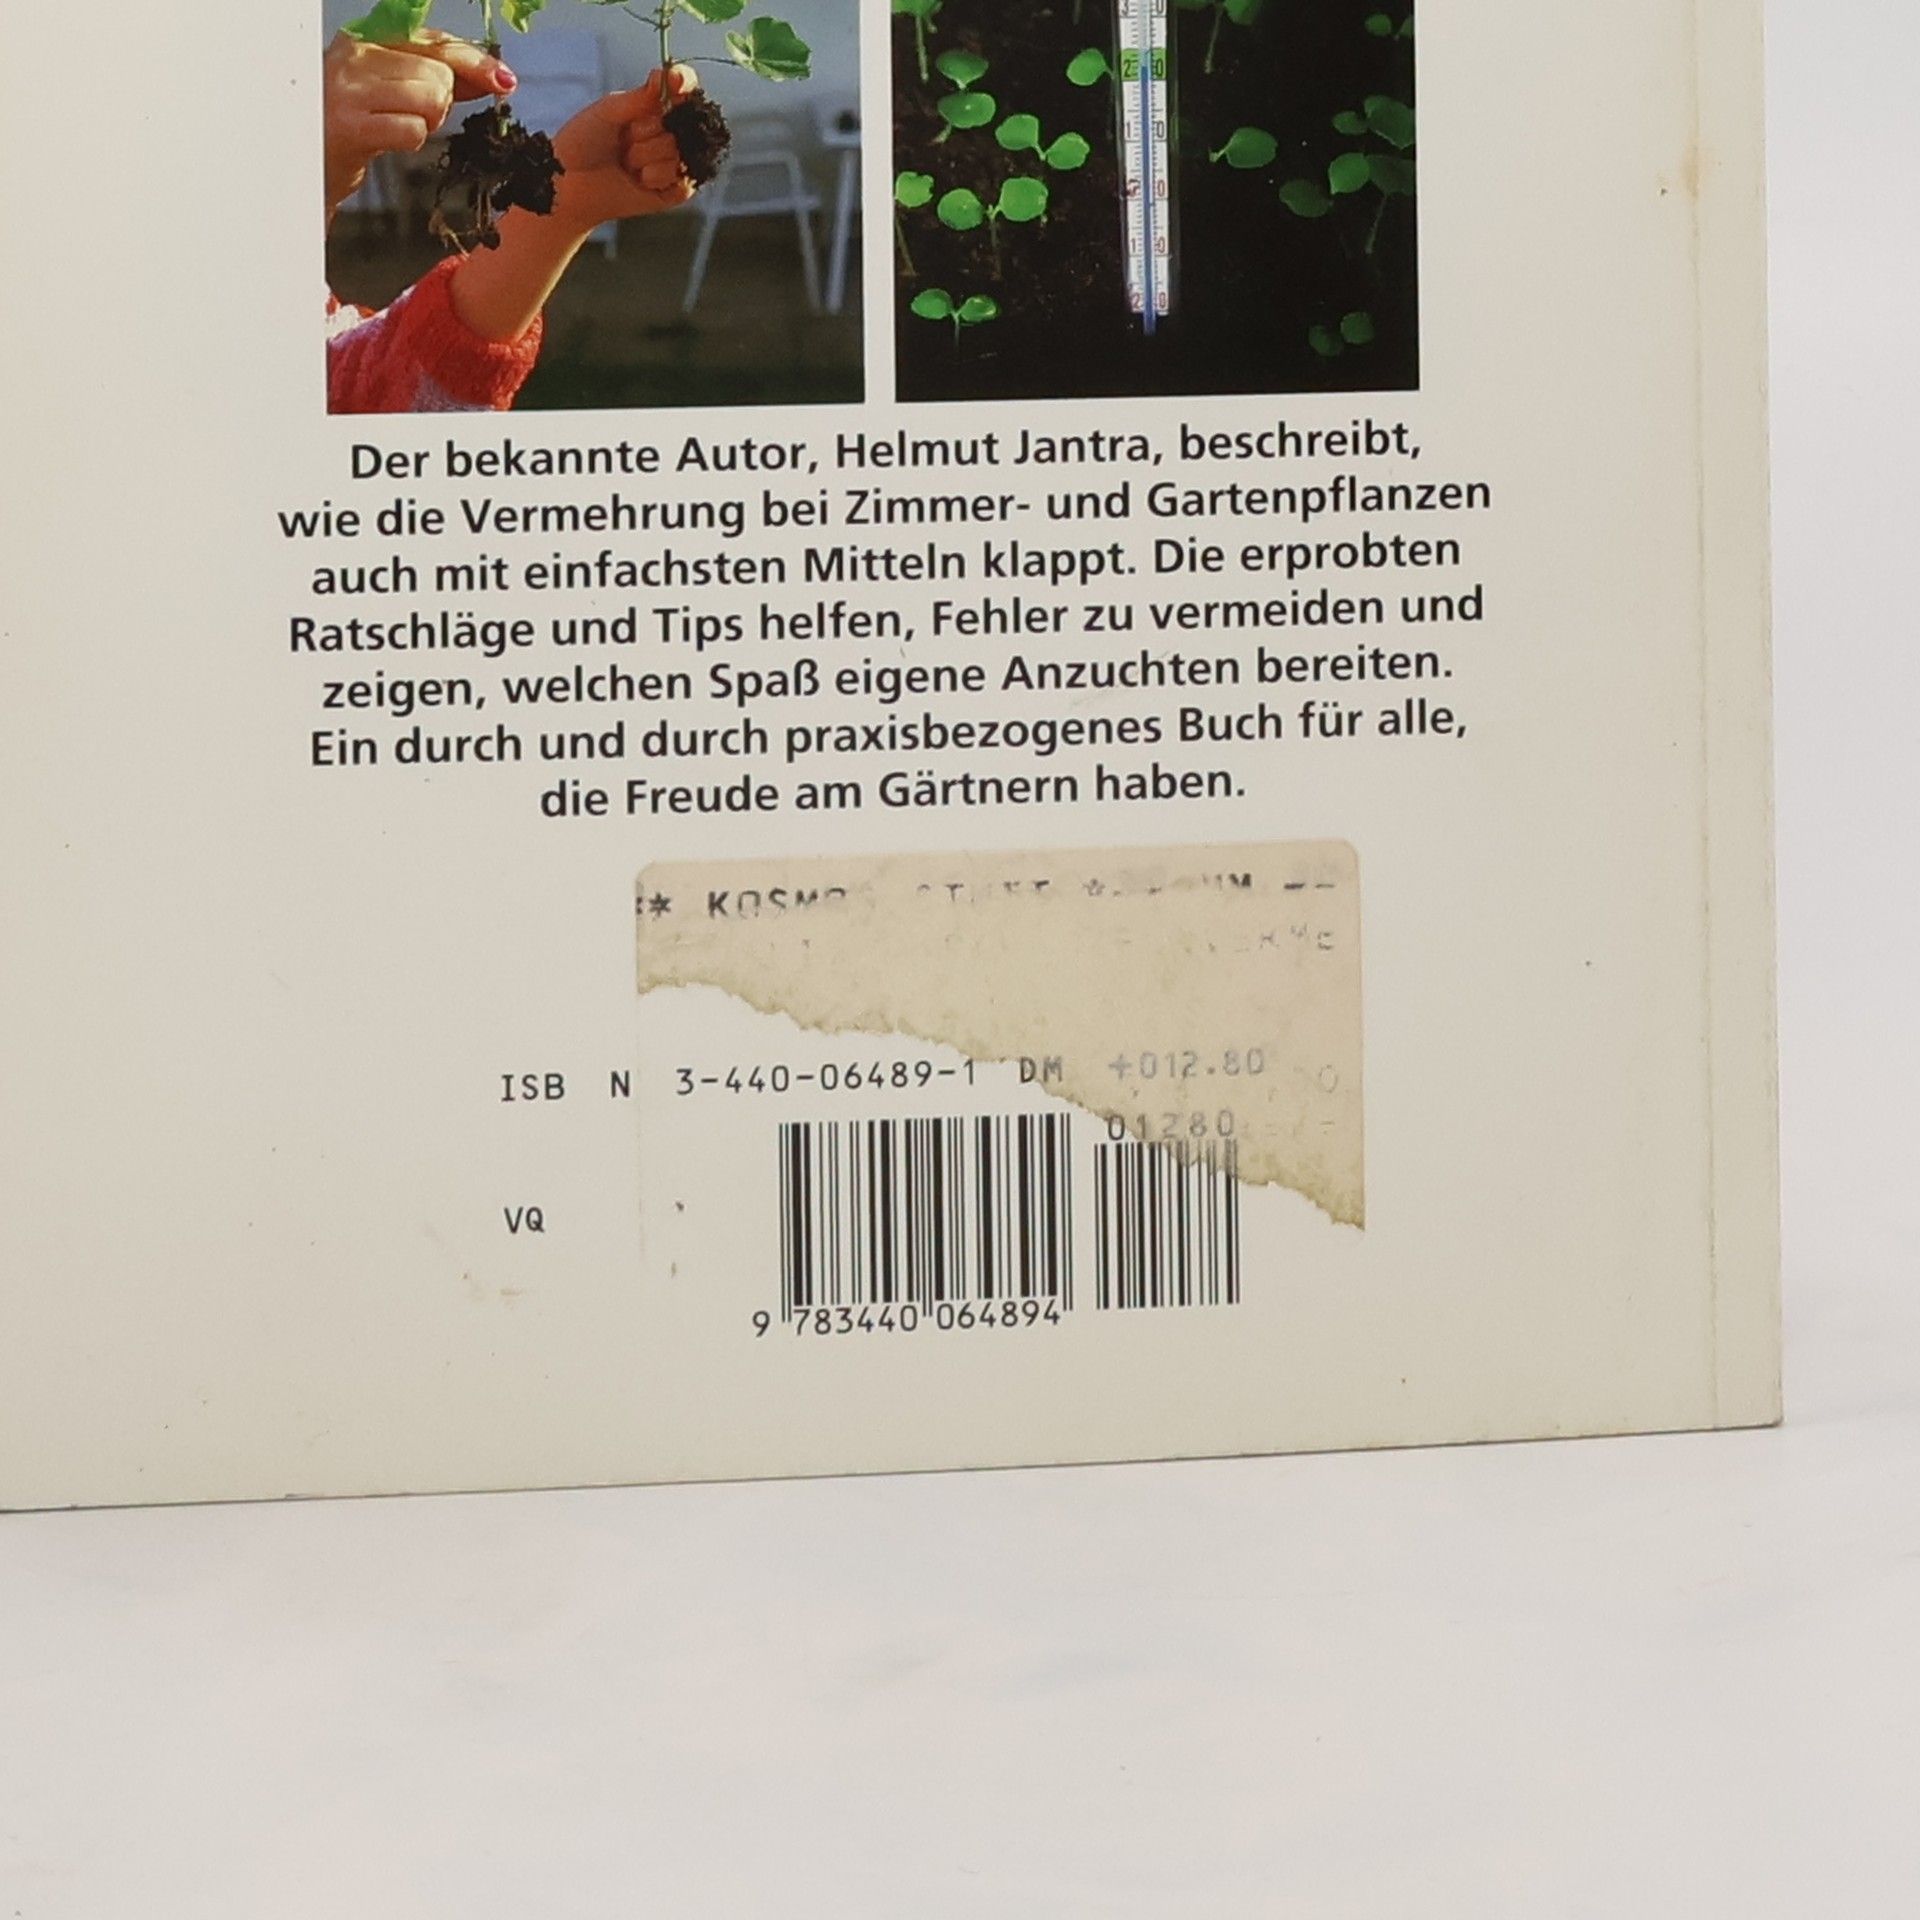 Der bekannte Autor, Helmut Jantra, beschreibt,
wie die Vermehrung bei Zimmer- und Gartenpflanzen
auch mit einfachsten Mitteln klappt. Die erprobten
Ratschläge und Tips helfen, Fehler zu vermeiden und
zeigen, welchen Spaß eigene Anzuchten bereiten.
Ein durch und durch praxisbezogenes Buch für alle,
die Freude am Gärtnern haben.
ISB N 3-440-06489-1 DM +012.80
01280
VQ
9 783440 064894